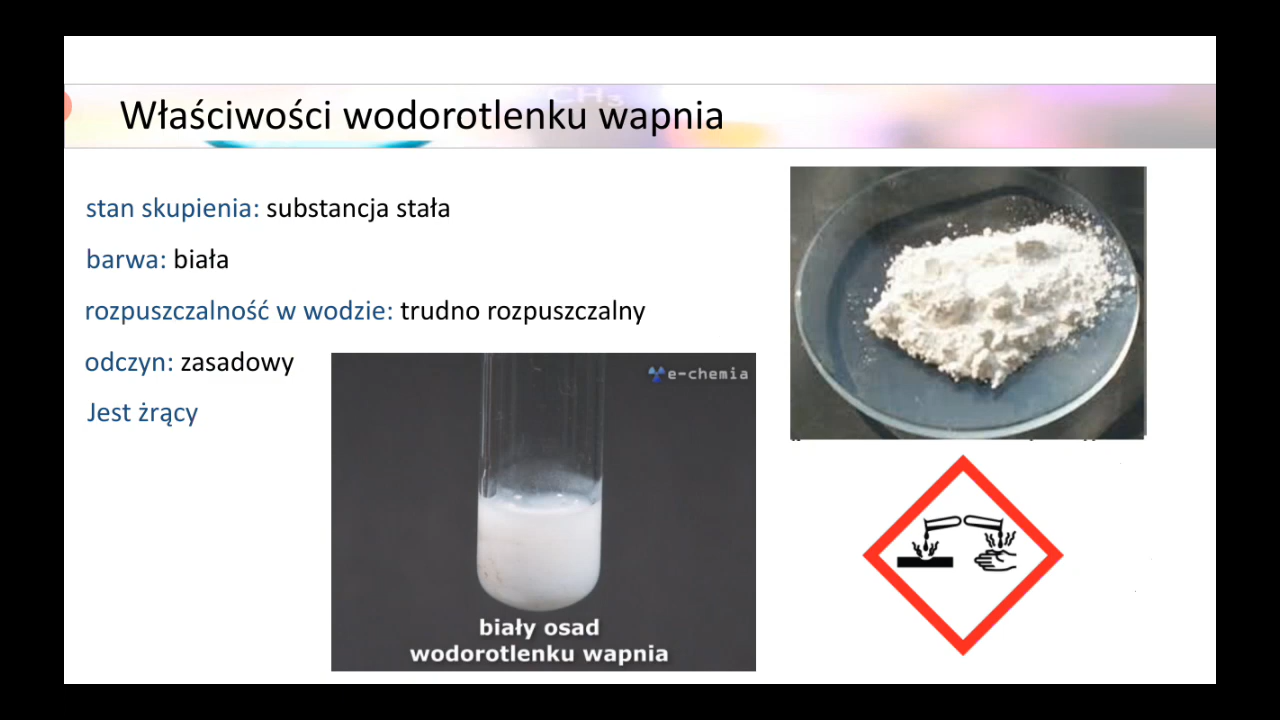 CH₃
Właściwości wodorotlenku wapnia
stan skupienia: substancja stała
barwa: biała
rozpuszczalność w wodzie: trudno rozpuszczalny
odczyn: zasadowy
Jest żrący
e-chemia
biały osad
wodorotlenku wapnia